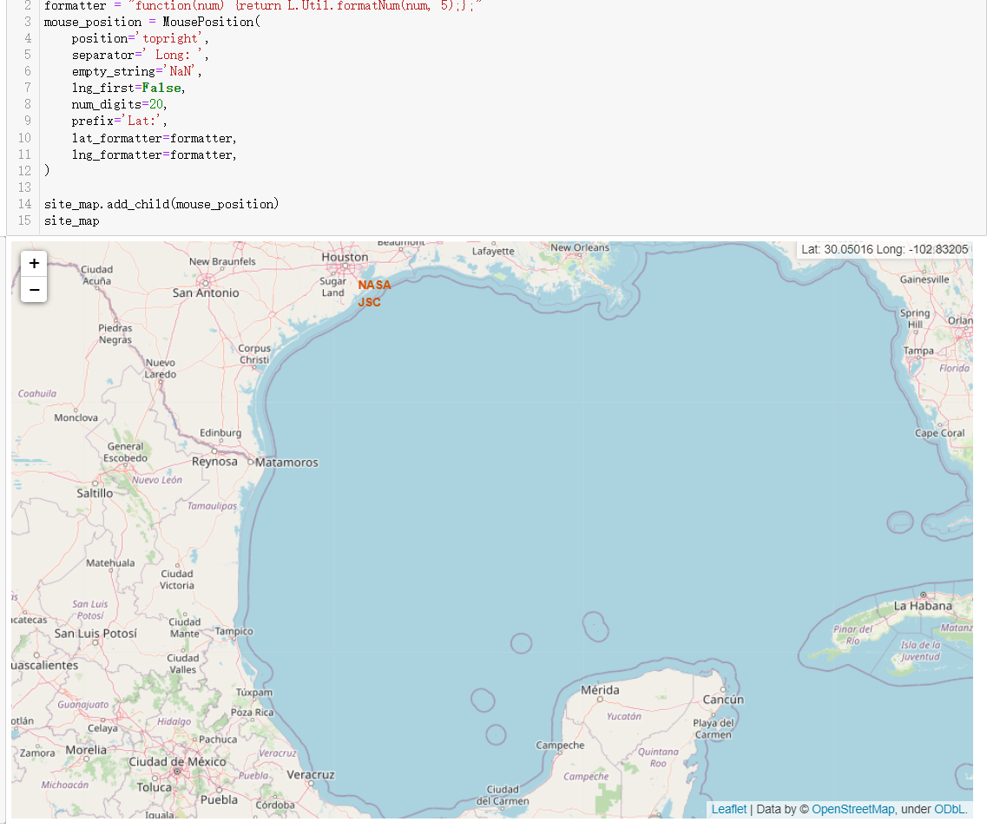 2 formatter = "function(num) {return L.Util.formatNum(num, 5);};"
3 mouse_position = MousePosition(
4     position='topright',
5     separator=' Long: ',
6     empty_string='NaN',
7     lng_first=False,
8     num_digits=20,
9     prefix='Lat:',
10     lat_formatter=formatter,
11     lng_formatter=formatter,
12 )
13
14 site_map.add_child(mouse_position)
15 site_map
Beaumont
Lafayette
New Orleans
Lat: 30.05016 Long: -102.83205
+
−
Ciudad
Acuña
New Braunfels
Houston
San Antonio
Sugar
Land
NASA
JSC
Gainesville
Spring
Hill
Orlan
Piedras
Negras
Corpus
Christi
Tampa
Nuevo
Laredo
Florida
Coahuila
Monclova
Edinburg
Cape Coral
General
Escobedo
Reynosa
Matamoros
Nuevo León
Saltillo
Tamaulipas
Matehuala
Ciudad
Victoria
La Habana
San Luis
Potosí
catecas
Ciudad
Mante
Tampico
San Luis Potosí
Pinar del
Río
Matanz
Isla de la
Juventud
uascalientes
Ciudad
Valles
Túxpam
Mérida
Cancún
Guanajuato
Poza Rica
Yucatán
otlán
Celaya
Hidalgo
Playa del
Carmen
Pachuca
Campeche
Zamora
Morelia
Veracruz
Quintana
Roo
Ciudad de México
Puebla
Veracruz
Campeche
Michoacán
Toluca
Puebla
Córdoba
Ciudad
del Carmen
Iguala
Leaflet | Data by © OpenStreetMap, under ODbL.